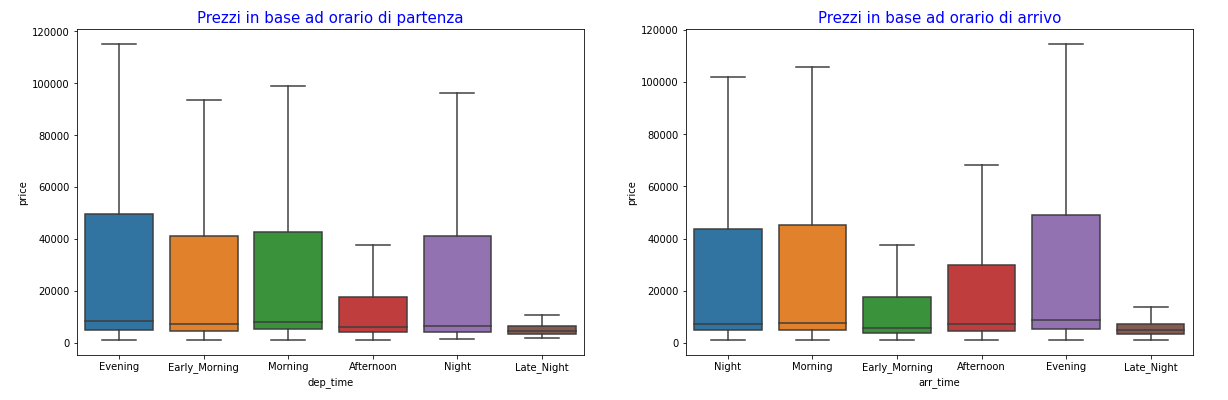 Prezzi in base ad orario di partenza
120000
100000
80000
60000
40000
20000
0
price
Evening Early_Morning Morning Afternoon Night Late_Night
dep_time
Prezzi in base ad orario di arrivo
120000
100000
80000
60000
40000
20000
0
price
Night Morning Early_Morning Afternoon Evening Late_Night
arr_time